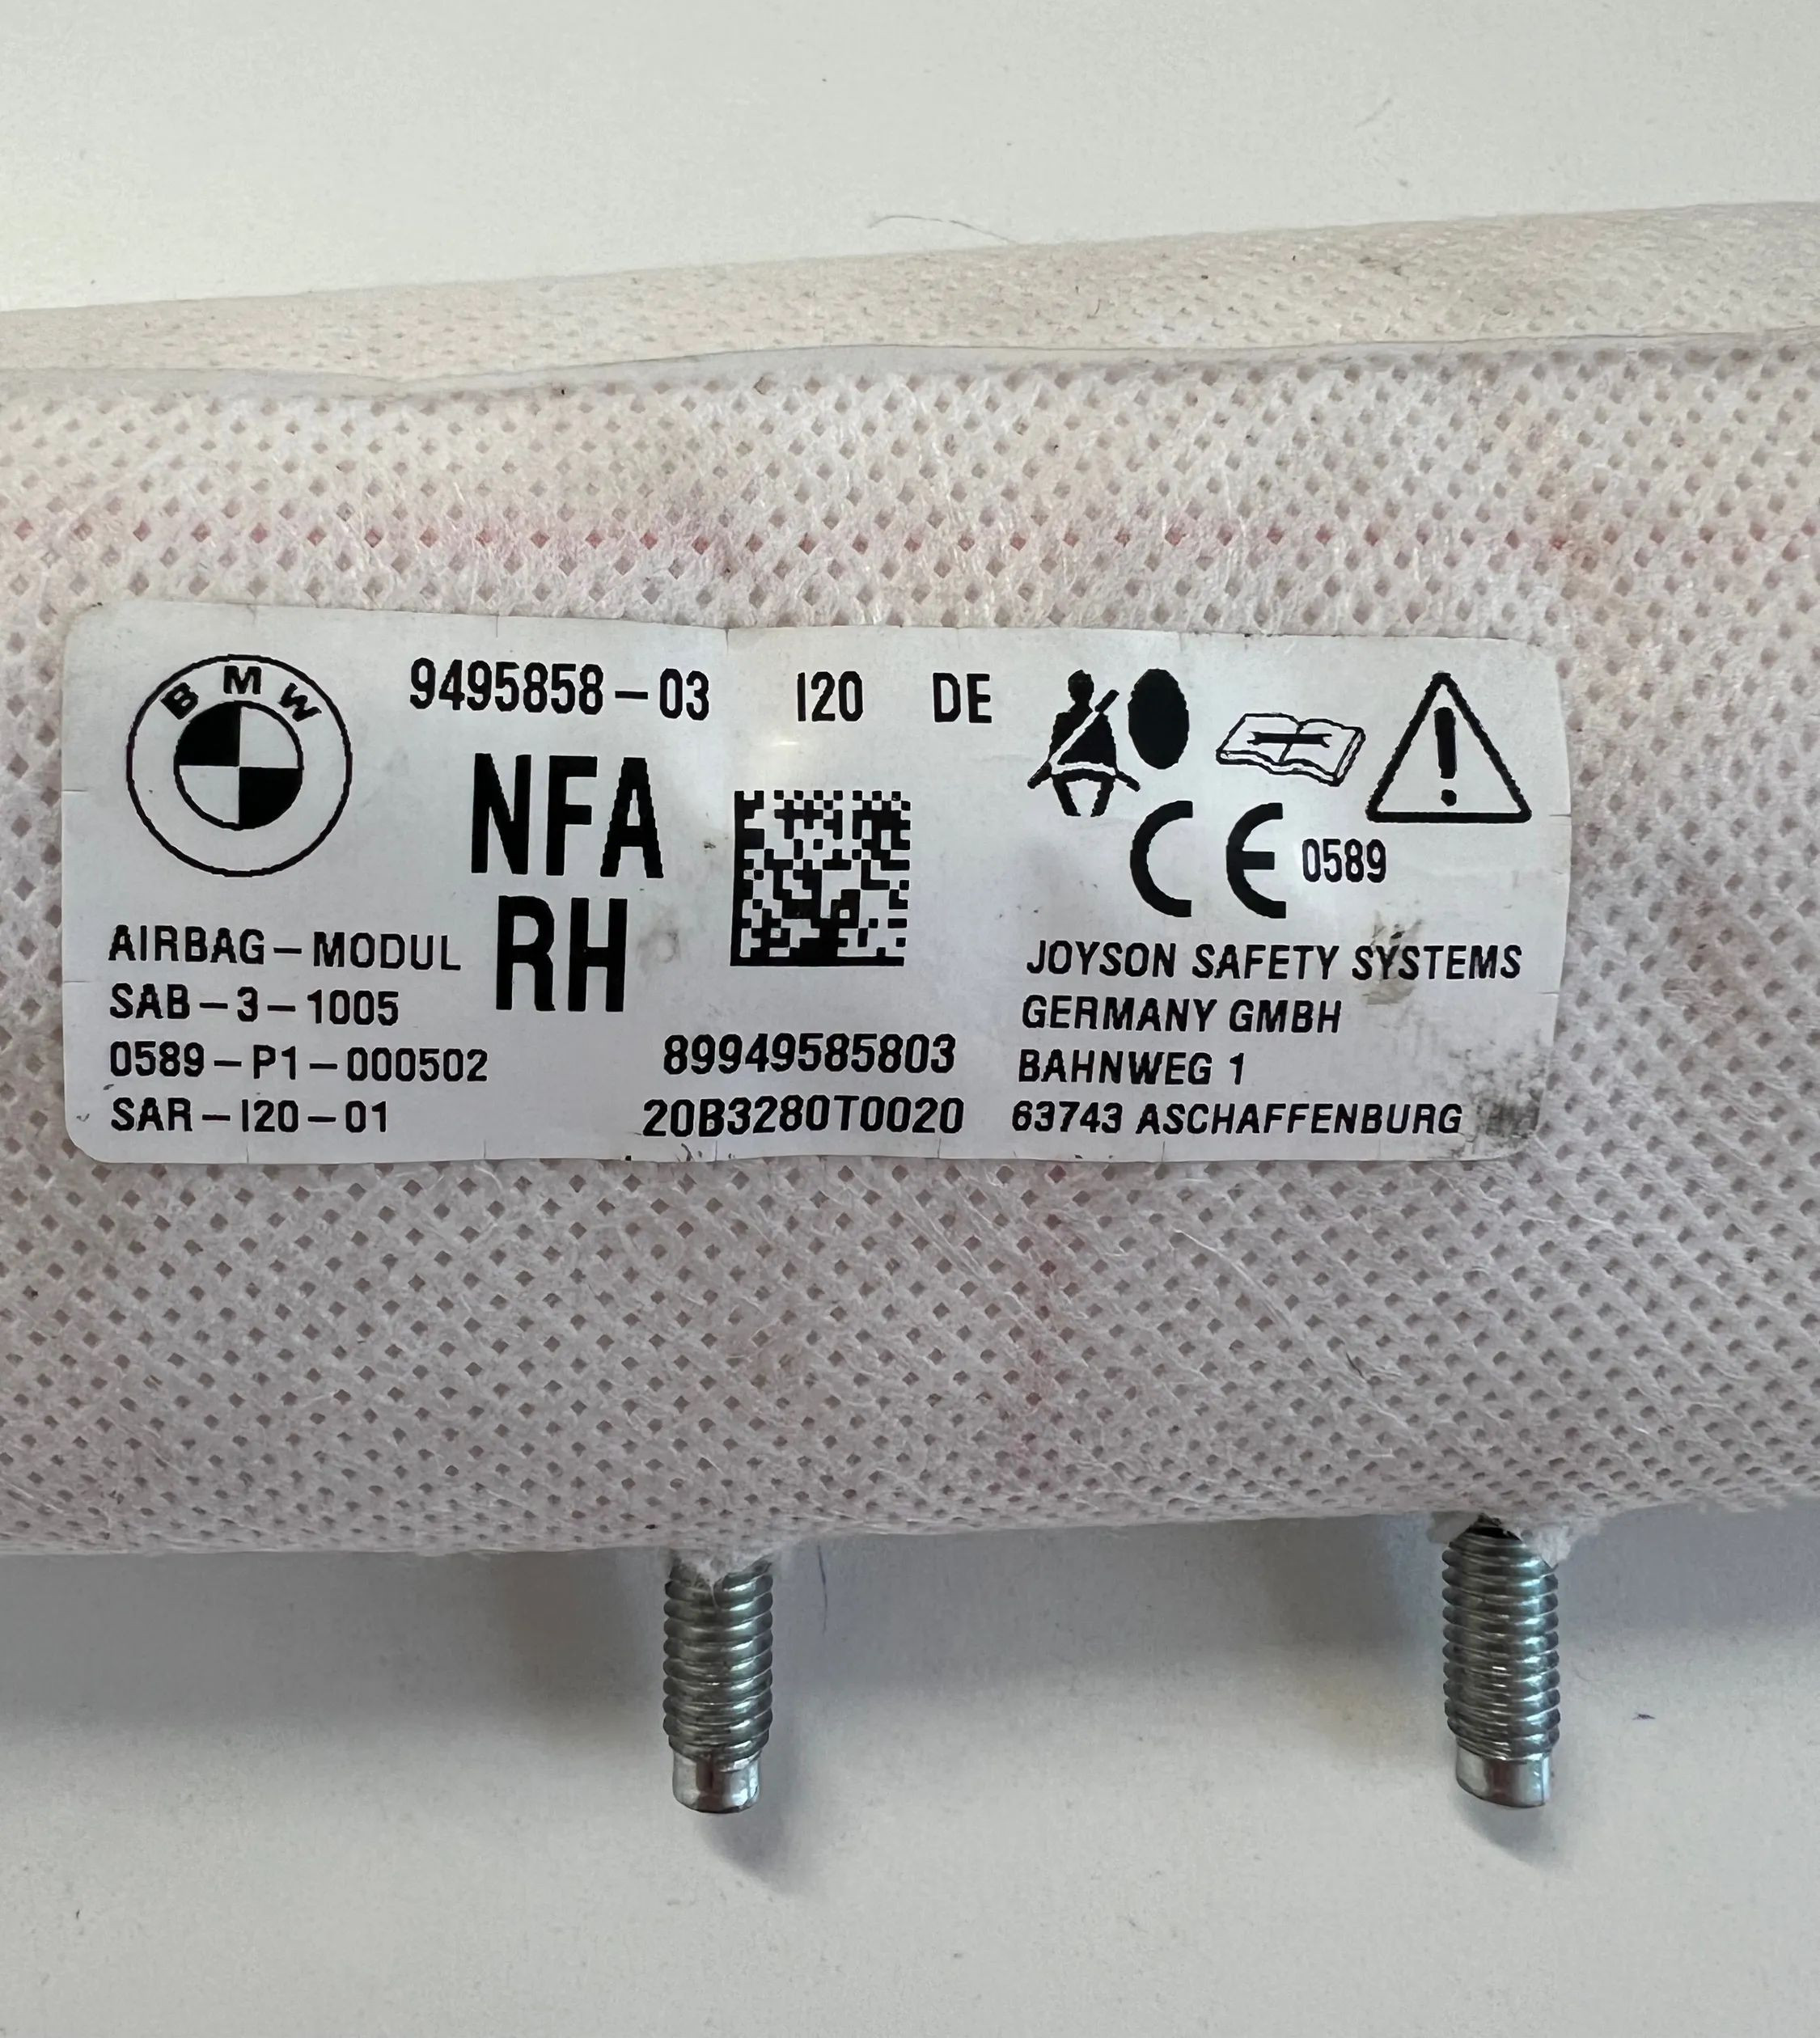 BMW
9495858-03 I20 DE
NFA
RH
AIRBAG-MODUL
SAB-3-1005
0589-P1-000502
SAR-I20-01
89949585803
20B3280T0020
CE 0589
JOYSON SAFETY SYSTEMS
GERMANY GMBH
BAHNWEG 1
63743 ASCHAFFENBURG